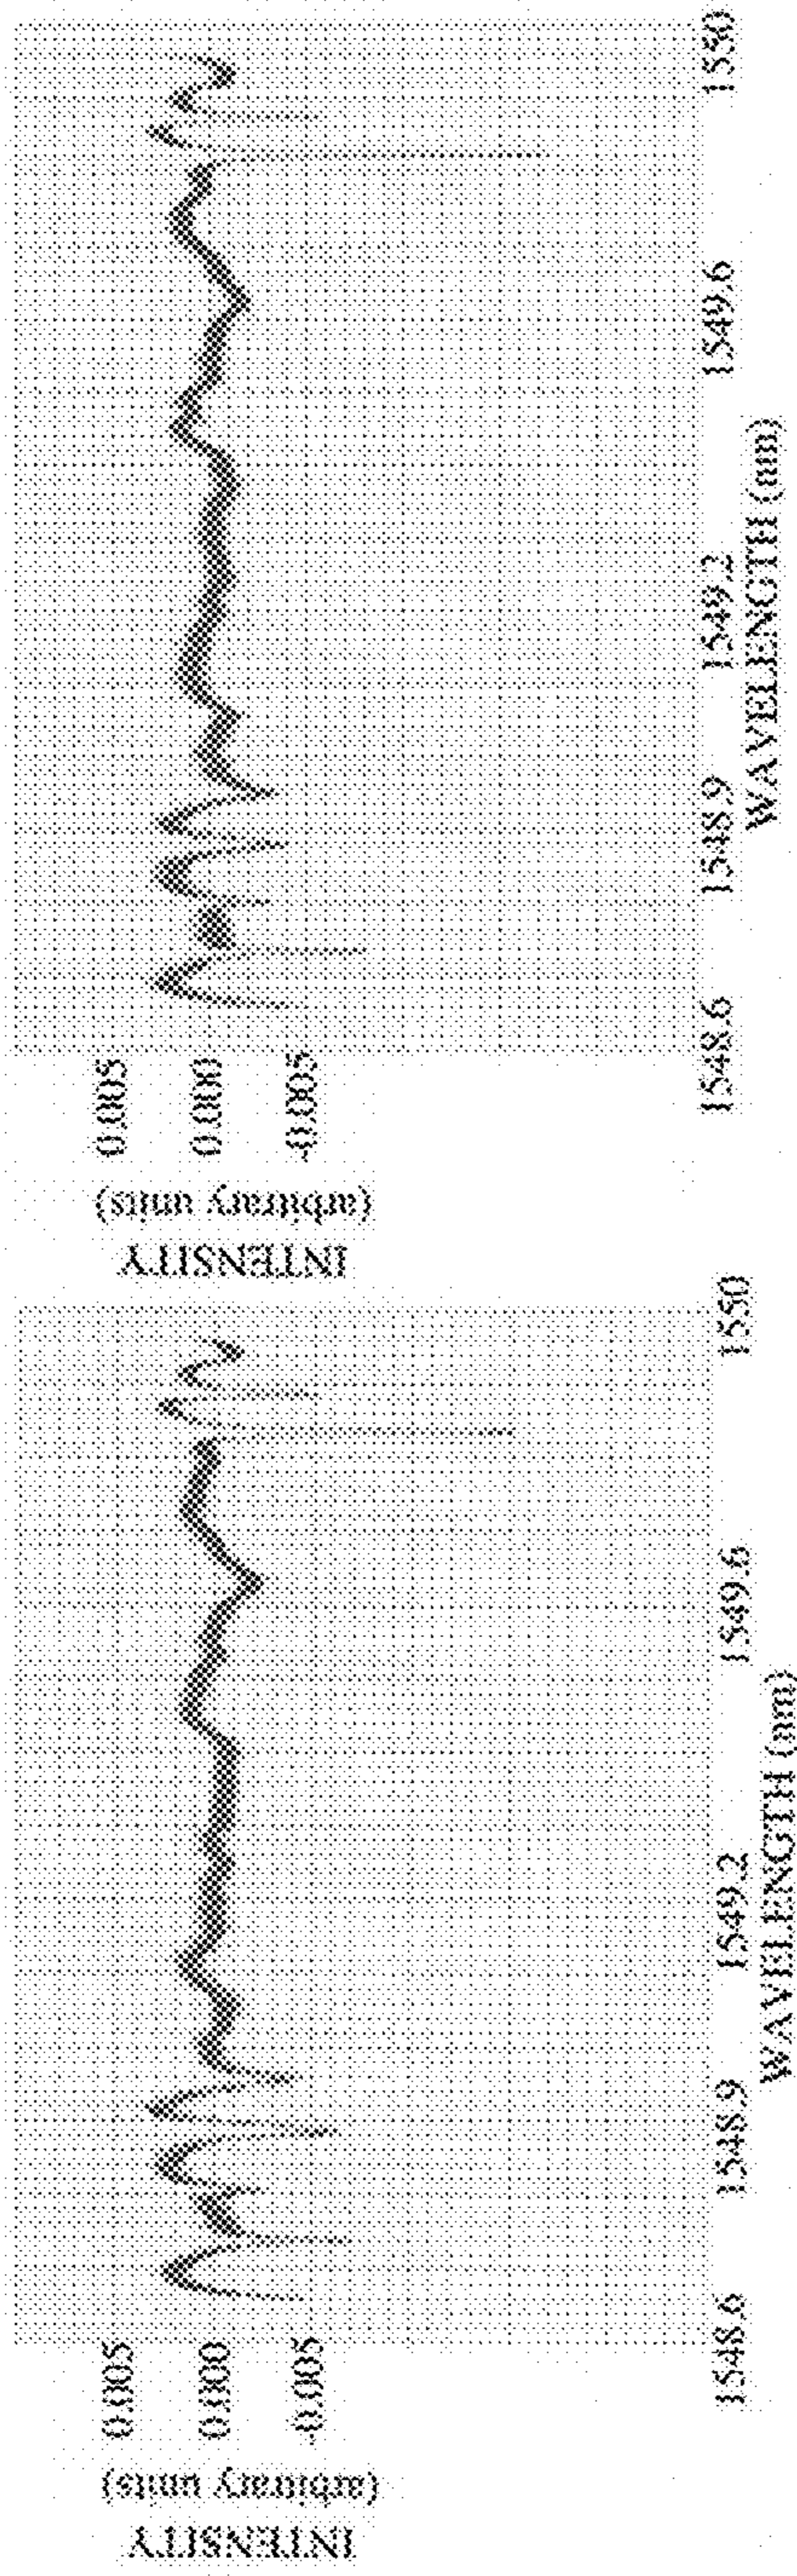 INTENSITY
(arbitrary units)
0.005
0.000
-0.005
1548.6
1548.9
1549.2
1549.6
1550
WAVELENGTH (nm)
INTENSITY
(arbitrary units)
0.005
0.000
-0.005
1548.6
1548.9
1549.2
1549.6
1550
WAVELENGTH (nm)